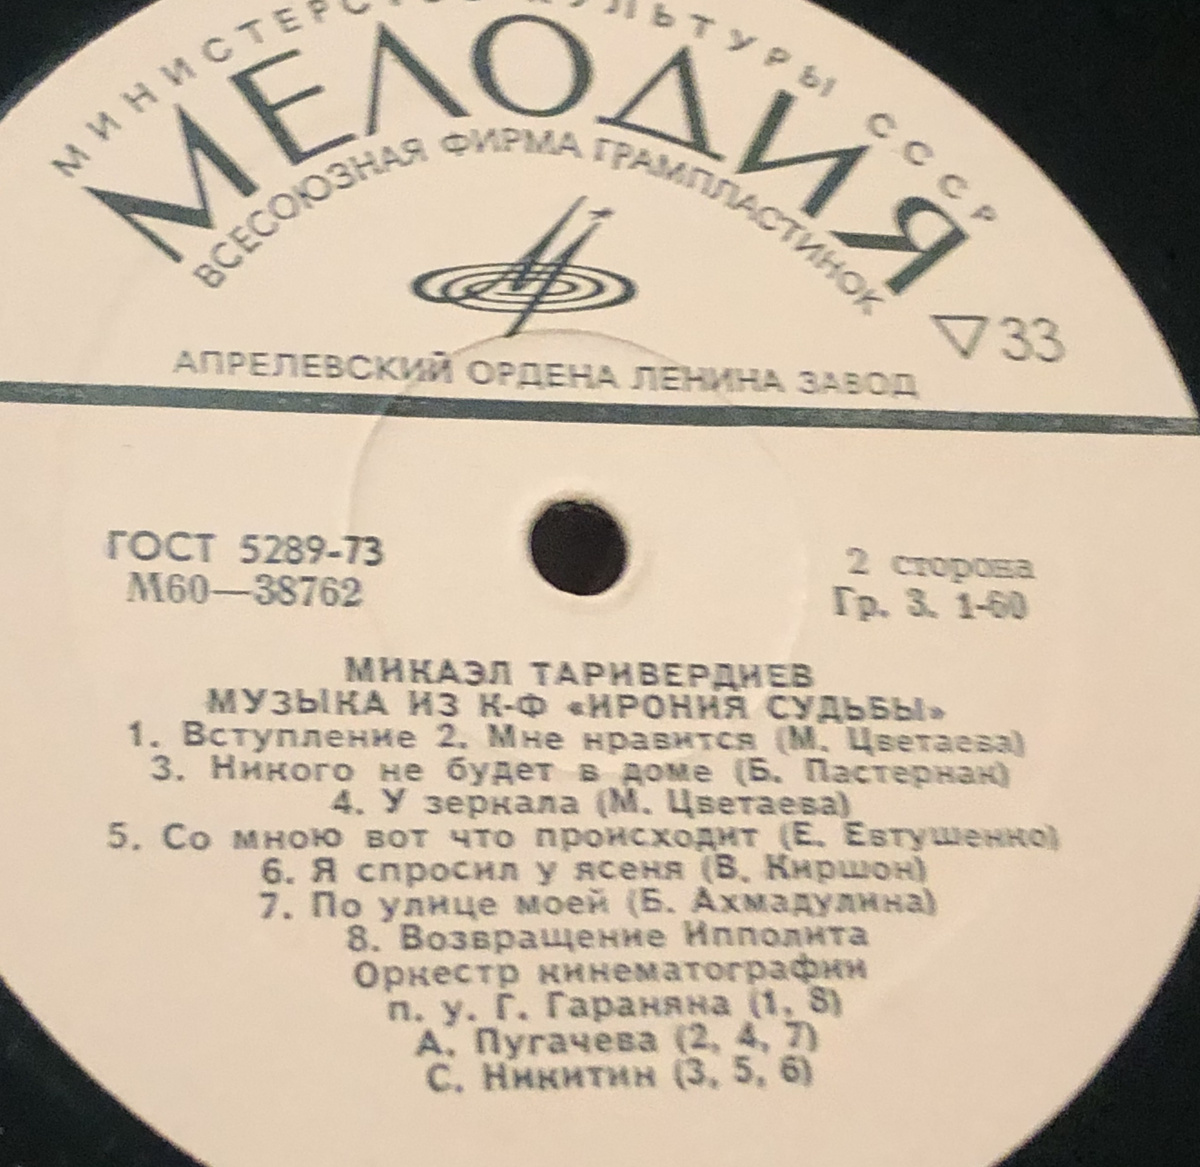 МИНИСТЕРСТВО КУЛЬТУРЫ СССР
МЕЛОДИЯ
ВСЕСОЮЗНАЯ ФИРМА ГРАМПЛАСТИНОК
▽33
АПРЕЛЕВСКИЙ ОРДЕНА ЛЕНИНА ЗАВОД
ГОСТ 5289-73
М60—38762
2 сторона
Гр. 3. 1-60
МИКАЭЛ ТАРИВЕРДИЕВ
МУЗЫКА ИЗ К-Ф «ИРОНИЯ СУДЬБЫ»
1. Вступление 2. Мне нравится (М. Цветаева)
3. Никого не будет в доме (Б. Пастернак)
4. У зеркала (М. Цветаева)
5. Со мною вот что происходит (Е. Евтушенко)
6. Я спросил у ясеня (В. Киршон)
7. По улице моей (Б. Ахмадулина)
8. Возвращение Ипполита
Оркестр кинематографии
п. у. Г. Гараняна (1, 8)
А. Пугачева (2, 4, 7)
С. Никитин (3, 5, 6)